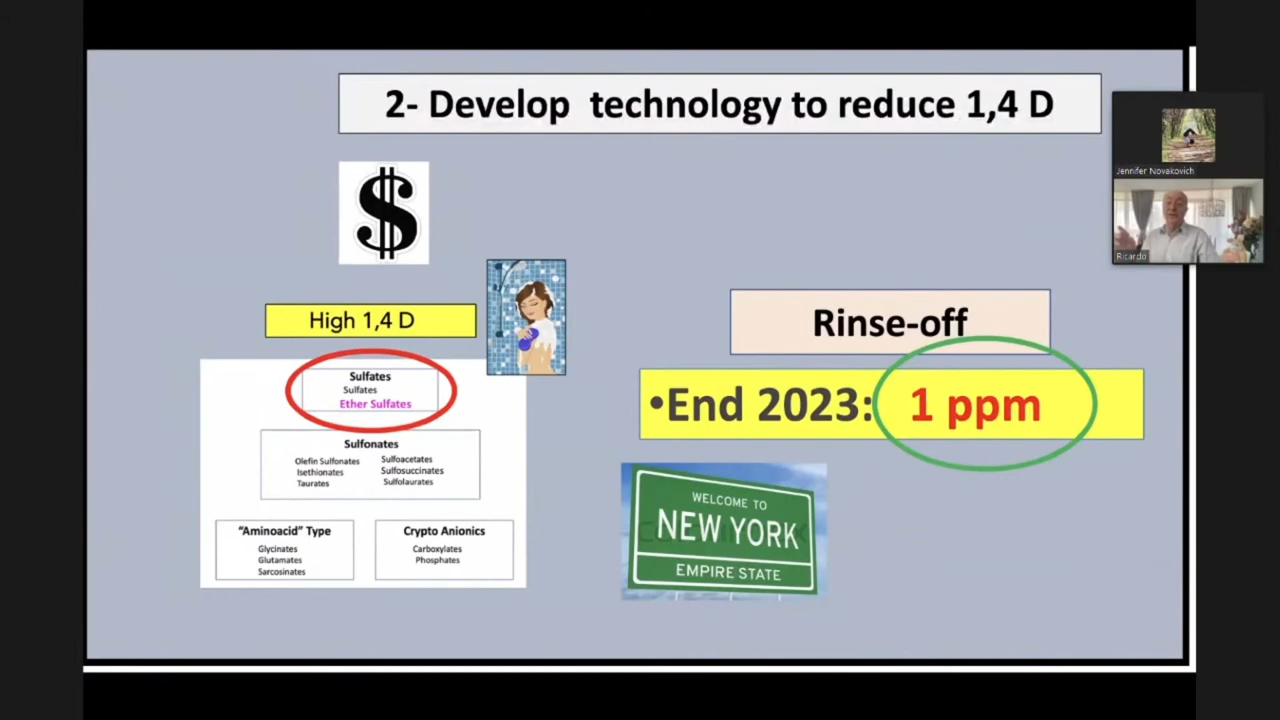 2- Develop technology to reduce 1,4 D
$
High 1,4 D
Sulfates
Sulfates
Ether Sulfates
Sulfonates
Olefin Sulfonates
Isethionates
Taurates
Sulfoacetates
Sulfosuccinates
Sulfolaurates
"Aminoacid" Type
Glycinates
Glutamates
Sarcosinates
Crypto Anionics
Carboxylates
Phosphates
Rinse-off
•End 2023: 1 ppm
WELCOME TO
NEW YORK
EMPIRE STATE
Jennifer Novakovich
Ricardo